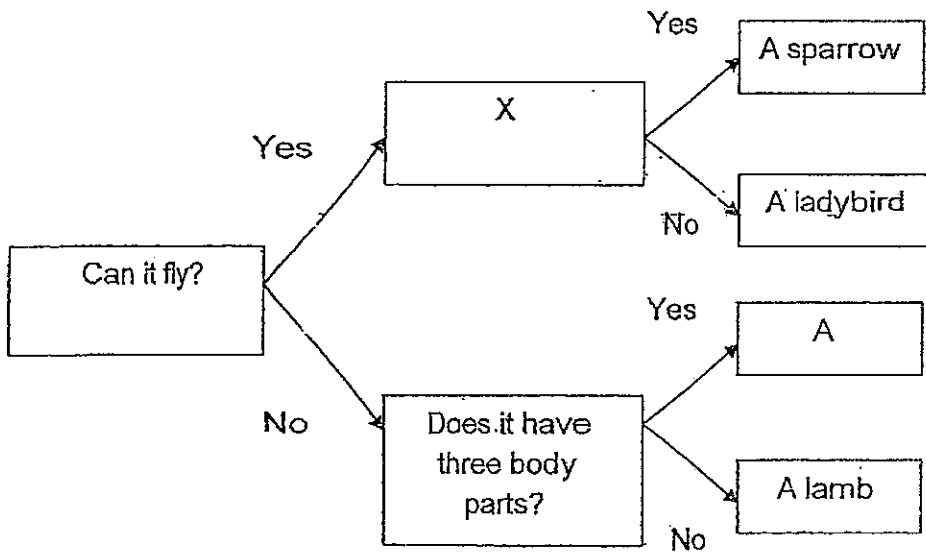 Yes
A sparrow
X
Yes
No
A ladybird
Can it fly?
Yes
A
No
Does it have
three body
parts?
A lamb
No